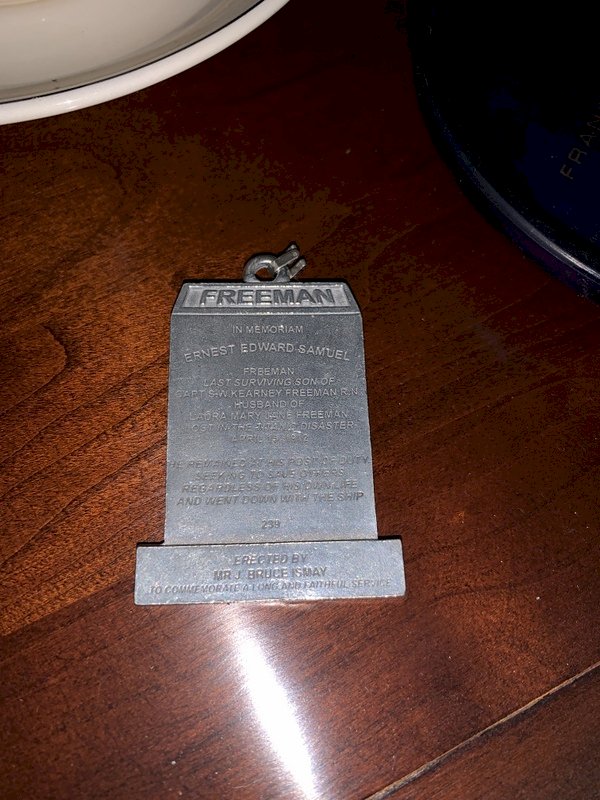 FREEMAN
IN MEMORIAM
ERNEST EDWARD SAMUEL
FREEMAN
LAST SURVIVING SON OF
CAPT S.W. KEARNEY FREEMAN R.N.
HUSBAND OF
LAURA MARY JANE FREEMAN
LOST IN THE TITANIC DISASTER
APRIL 15 1912
HE REMAINED AT HIS POST OF DUTY
SEEKING TO SAVE OTHERS
REGARDLESS OF HIS OWN LIFE
AND WENT DOWN WITH THE SHIP
239
ERECTED BY
MR J. BRUCE ISMAY
TO COMMEMORATE A LONG AND FAITHFUL SERVICE
FRAN